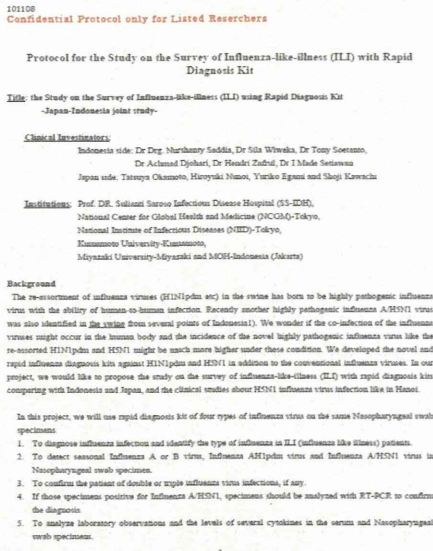 101108
Confidential Protocol only for Listed Reserchers
Protocol for the Study on the Survey of Influenza-like-illness (ILI) with Rapid
Diagnosis Kit
Title: the Study on the Survey of Influenza-like-illness (ILI) using Rapid Diagnosis Kit
-Japan-Indonesia joint study-
Clinical Investigators:
Indonesia side: Dr Drg. Nurshanty Saddia, Dr Sila Wiweka, Dr Tony Soetanto,
Dr Achmad Djohari, Dr Hendri Zufrul, Dr I Made Setiawan
Japan side: Tatsuya Okamoto, Hiroyuki Nunoi, Yuriko Egami and Shoji Kawachi
Institutions: Prof. DR. Sulianti Saroso Infectious Disease Hospital (SS-IDH),
National Center for Global Health and Medicine (NCGM)-Tokyo,
National Institute of Infectious Diseases (NIID)-Tokyo,
Kumamoto University-Kumamoto,
Miyazaki University-Miyazaki and MOH-Indonesia (Jakarta)
Background
The re-assortment of influenza viruses (H1N1pdm etc) in the swine has born to be highly pathogenic influenza
virus with the ability of human-to-human infection. Recently another highly pathogenic influenza A/H5N1 virus
was also identified in the swine from several points of Indonesia1). We wonder if the co-infection of the influenza
viruses might occur in the human body and the incidence of the novel highly pathogenic influenza virus like the
re-assorted H1N1pdm and H5N1 might be much more higher under these condition. We developed the novel and
rapid influenza diagnosis kits against H1N1pdm and H5N1 in addition to the conventional influenza viruses. In our
project, we would like to propose the study on the survey of influenza-like-illness (ILI) with rapid diagnosis kits
comparing with Indonesia and Japan, and the clinical studies about H5N1 influenza virus infection like in Hanoi.
In this project, we will use rapid diagnosis kit of four types of influenza virus on the same Nasopharyngeal swab
specimens.
1. To diagnose influenza infection and identify the type of influenza in ILI (influenza like illness) patients.
2. To detect seasonal Influenza A or B virus, Influenza AH1pdm virus and Influenza A/H5N1 virus in
Nasopharyngeal swab specimen.
3. To confirm the patient of double or triple influenza virus infections, if any.
4. If those specimens positive for Influenza A/H5N1, specimens should be analyzed with RT-PCR to confirm
the diagnosis.
5. To analyze laboratory observations and the levels of several cytokines in the serum and Nasopharyngeal
swab specimens.